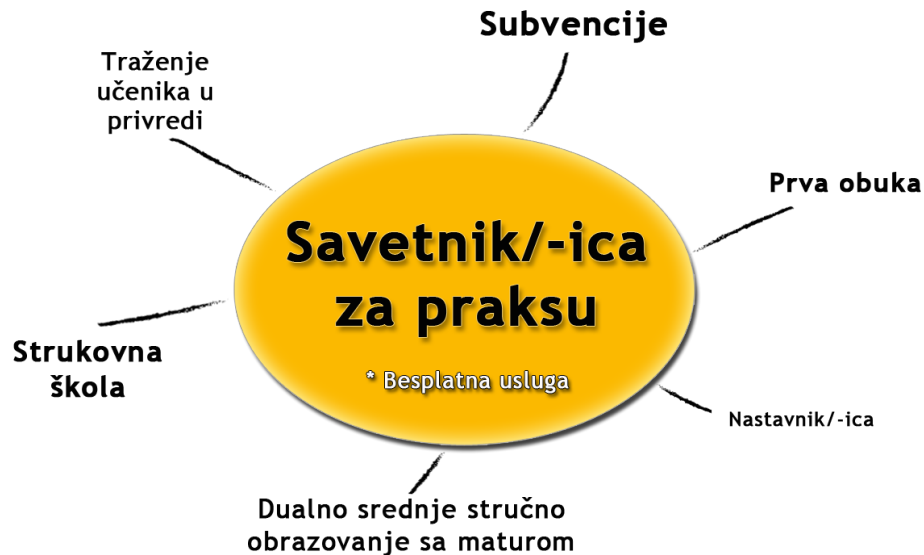 Subvencije
Traženje
učenika u
privredi
Prva obuka
Savetnik/-ica
za praksu
* Besplatna usluga
Strukovna
škola
Nastavnik/-ica
Dualno srednje stručno
obrazovanje sa maturom